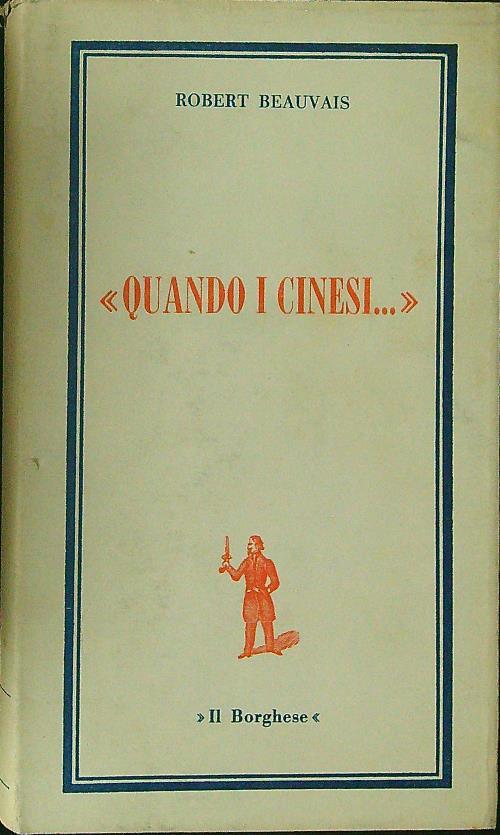 ROBERT BEAUVAIS
«QUANDO I CINESI...»
»Il Borghese«